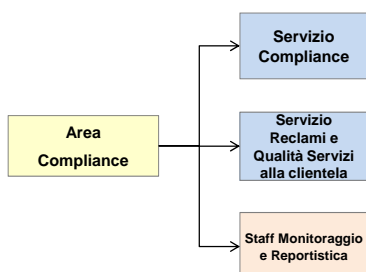 Servizio
Compliance
Area
Compliance
Servizio
Reclami e
Qualità Servizi
alla clientela
Staff Monitoraggio
e Reportistica